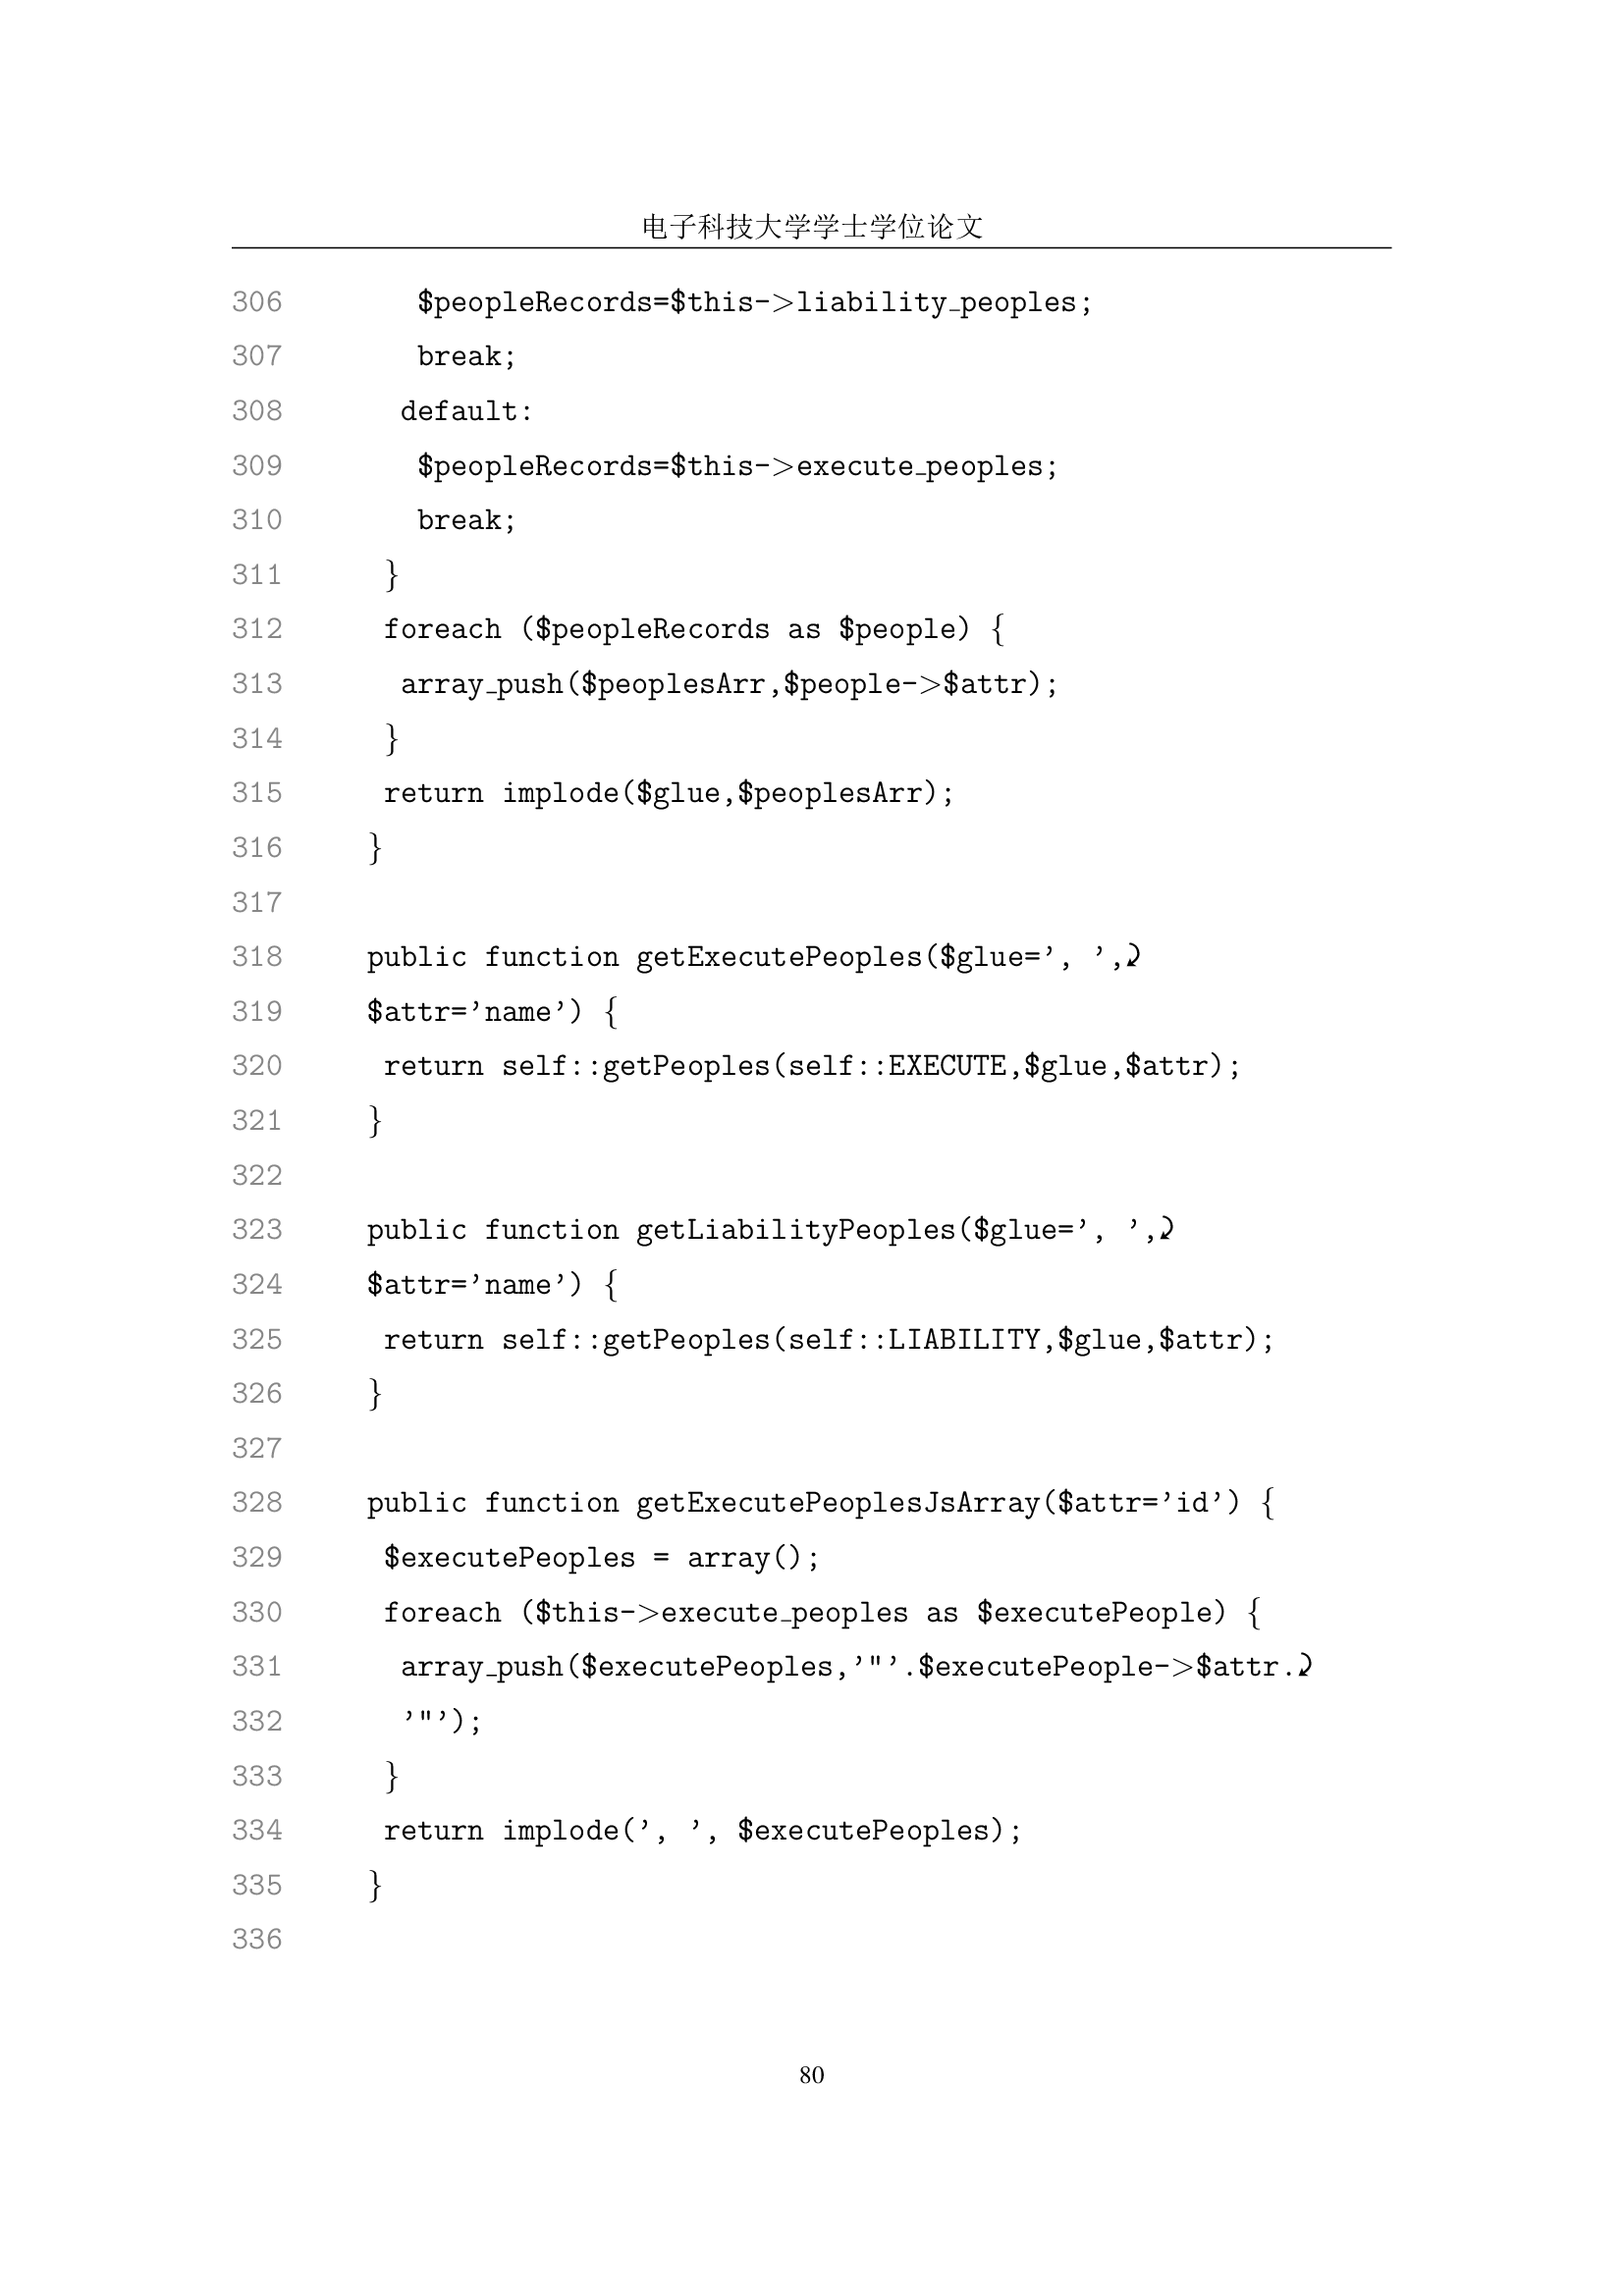 电子科技大学学士学位论文
306 $peopleRecords=$this->liability_peoples;
307 break;
308 default:
309 $peopleRecords=$this->execute_peoples;
310 break;
311 }
312 foreach ($peopleRecords as $people) {
313 array_push($peoplesArr,$people->$attr);
314 }
315 return implode($glue,$peoplesArr);
316 }
317
318 public function getExecutePeoples($glue=’, ’,⤸
319 $attr=’name’) {
320 return self::getPeoples(self::EXECUTE,$glue,$attr);
321 }
322
323 public function getLiabilityPeoples($glue=’, ’,⤸
324 $attr=’name’) {
325 return self::getPeoples(self::LIABILITY,$glue,$attr);
326 }
327
328 public function getExecutePeoplesJsArray($attr=’id’) {
329 $executePeoples = array();
330 foreach ($this->execute_peoples as $executePeople) {
331 array_push($executePeoples,’"’.$executePeople->$attr.⤸
332 ’"’);
333 }
334 return implode(’, ’, $executePeoples);
335 }
336
80